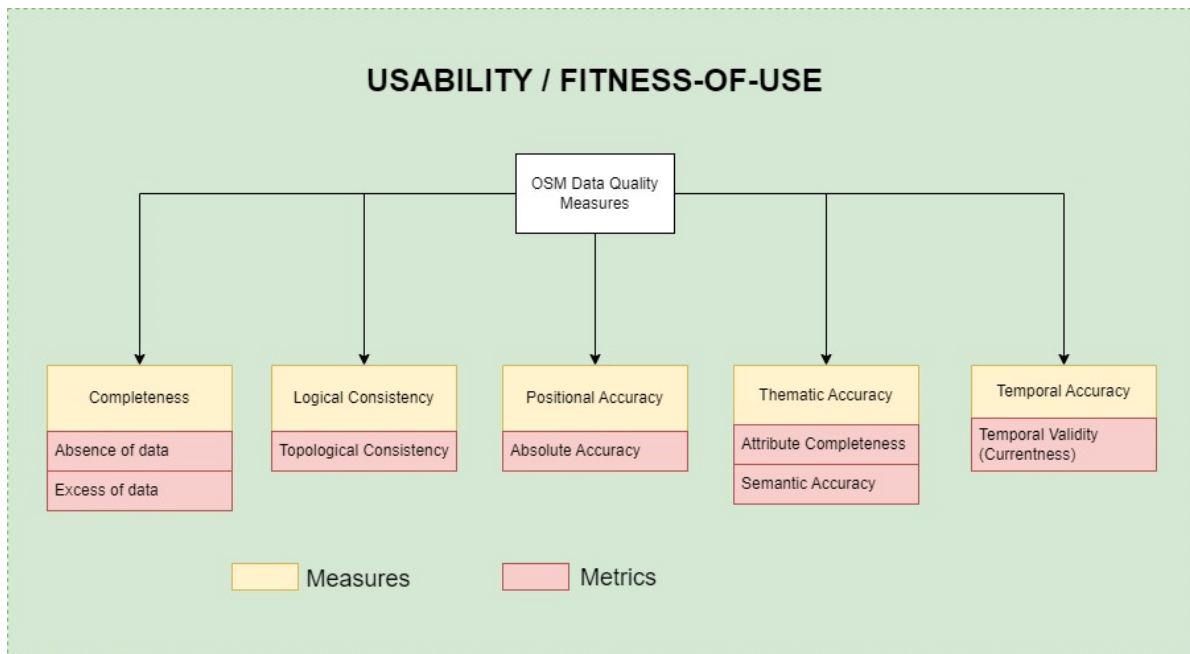 USABILITY / FITNESS-OF-USE
OSM Data Quality
Measures
Completeness
Absence of data
Excess of data
Logical Consistency
Topological Consistency
Positional Accuracy
Absolute Accuracy
Thematic Accuracy
Attribute Completeness
Semantic Accuracy
Temporal Accuracy
Temporal Validity
(Currentness)
Measures
Metrics